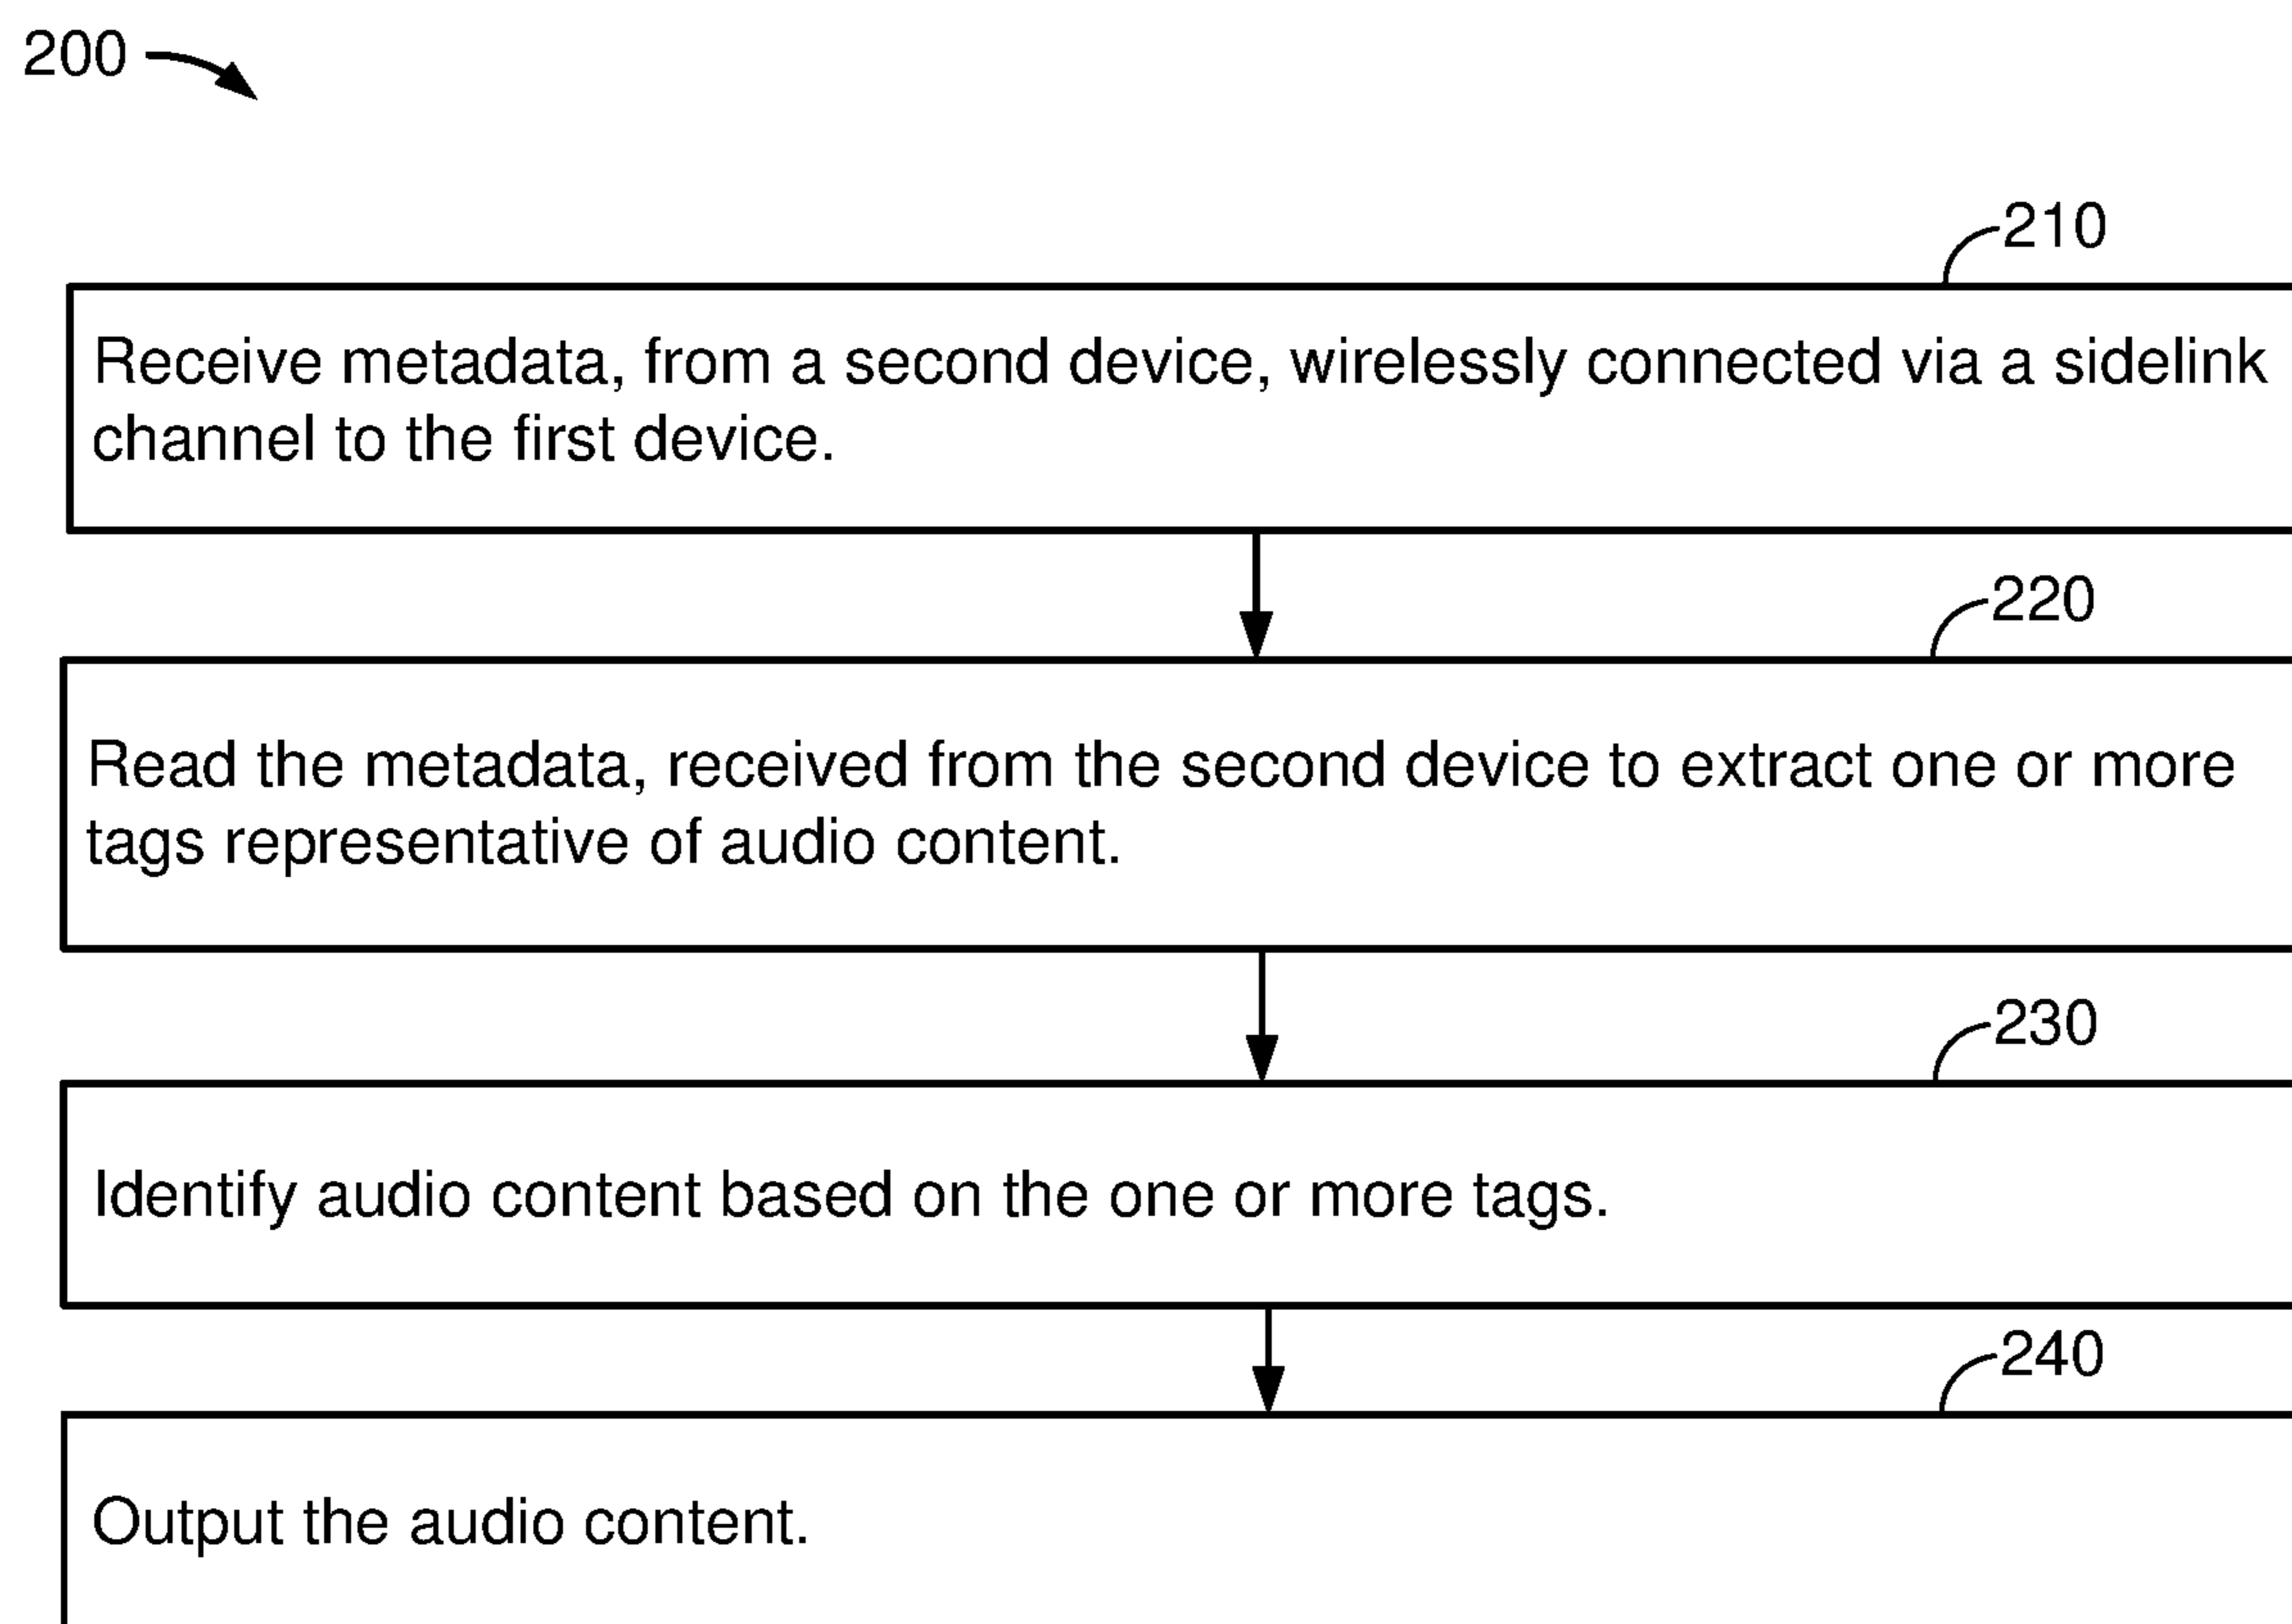 200
210
Receive metadata, from a second device, wirelessly connected via a sidelink
channel to the first device.
220
Read the metadata, received from the second device to extract one or more
tags representative of audio content.
230
Identify audio content based on the one or more tags.
240
Output the audio content.